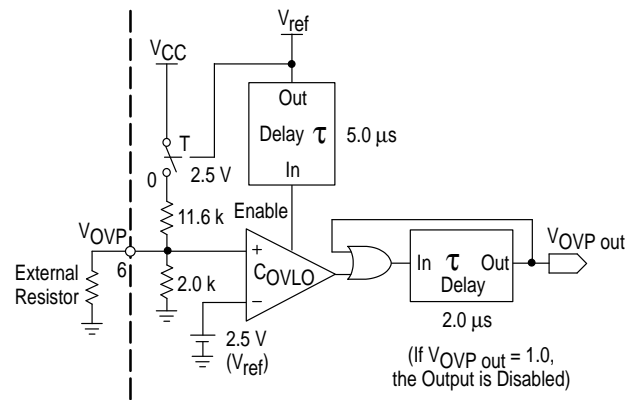 Vref
VCC
Out
Delay τ
5.0 µs
In
T
0
2.5 V
11.6 k
Enable
VOVP
6
External
Resistor
2.0 k
+
COVLO
–
2.5 V
(Vref)
In
τ
Out
Delay
2.0 µs
VOVP out
(If VOVP out = 1.0,
the Output is Disabled)